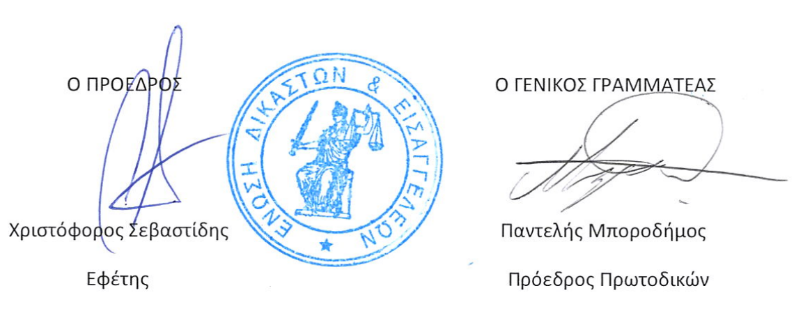 Ο ΠΡΟΕΔΡΟΣ
Ο ΓΕΝΙΚΟΣ ΓΡΑΜΜΑΤΕΑΣ
ΕΝΩΣΗ ΔΙΚΑΣΤΩΝ & ΕΙΣΑΓΓΕΛΕΩΝ
Χριστόφορος Σεβαστίδης
Παντελής Μποροδήμος
Εφέτης
Πρόεδρος Πρωτοδικών